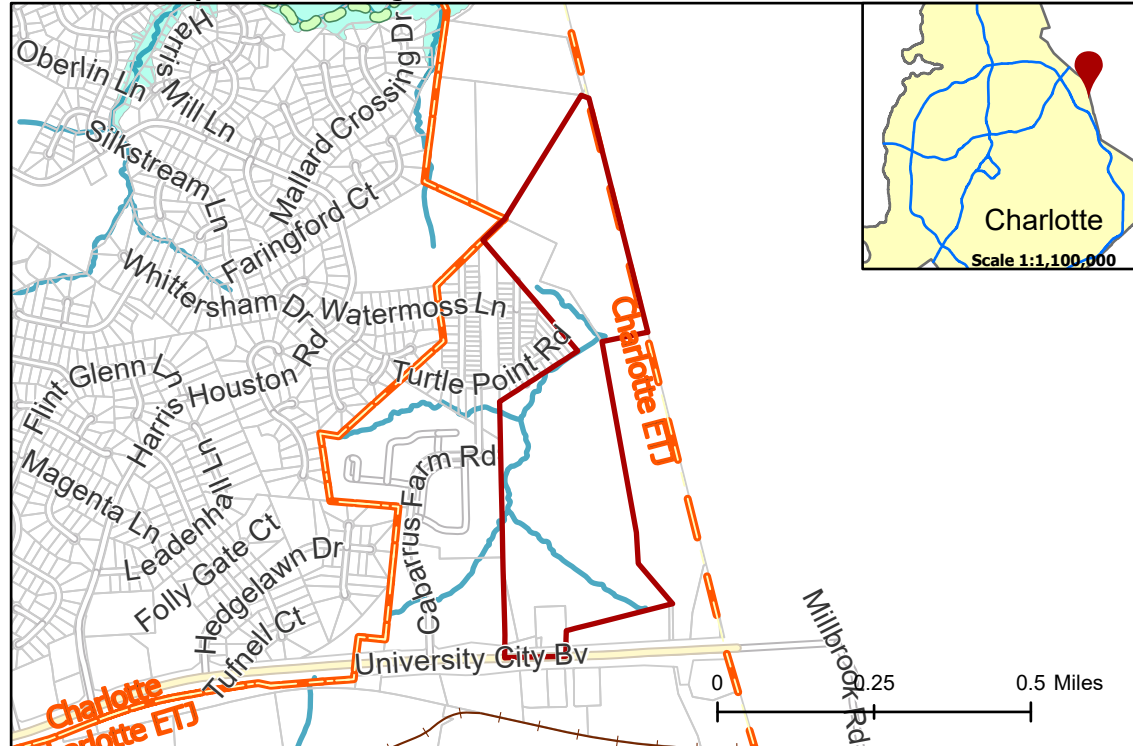 Oberlin Ln
Harris Mill Ln
Mallard Crossing Dr
Silkstream Ln
Faringford Ct
Whittersham Dr
Watermoss Ln
Turtle Point Rd
Flint Glenn Ln
Harris Houston Rd
Magenta Ln
Leadenhall Ln
Folly Gate Ct
Hedgelawn Dr
Tufnell Ct
Cabarrus Farm Rd
University City Bv
Millbrook Rd
Charlotte ETJ
Charlotte
Charlotte ETJ
0 0.25 0.5 Miles
Charlotte
Scale 1:1,100,000